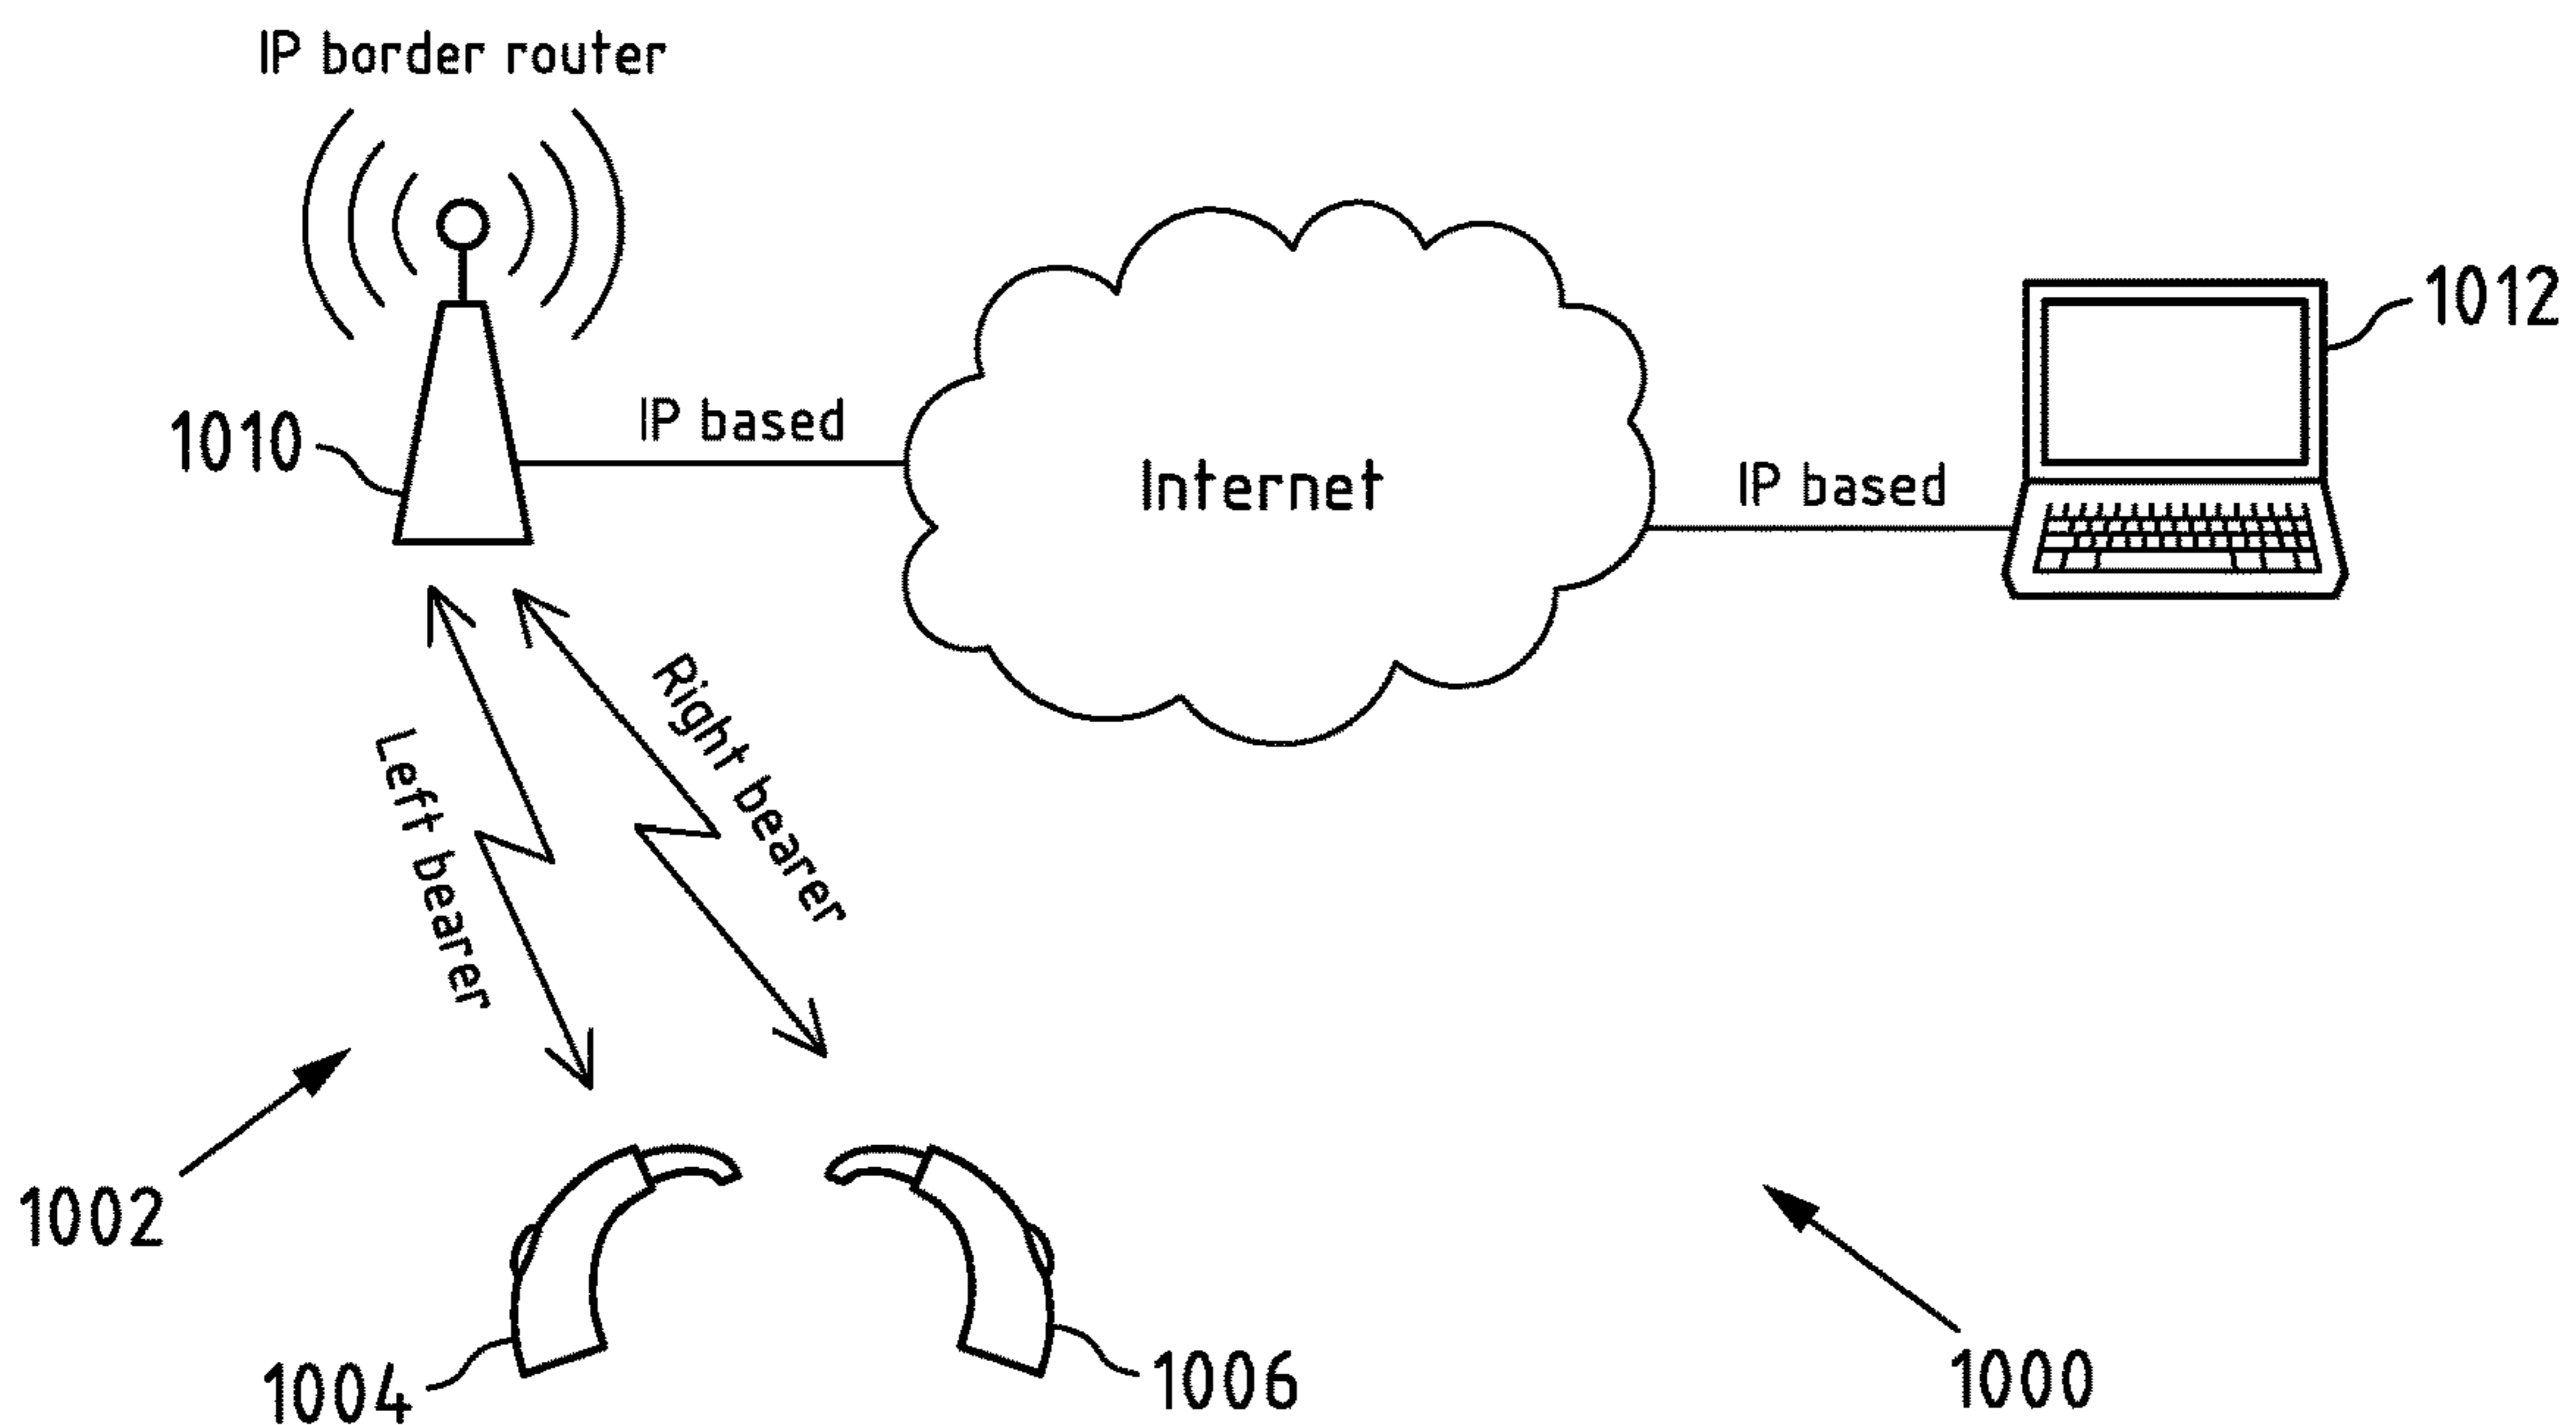 IP border router
1012
1010
IP based
Internet
IP based
Left bearer
Right bearer
1002
1004
1006
1000